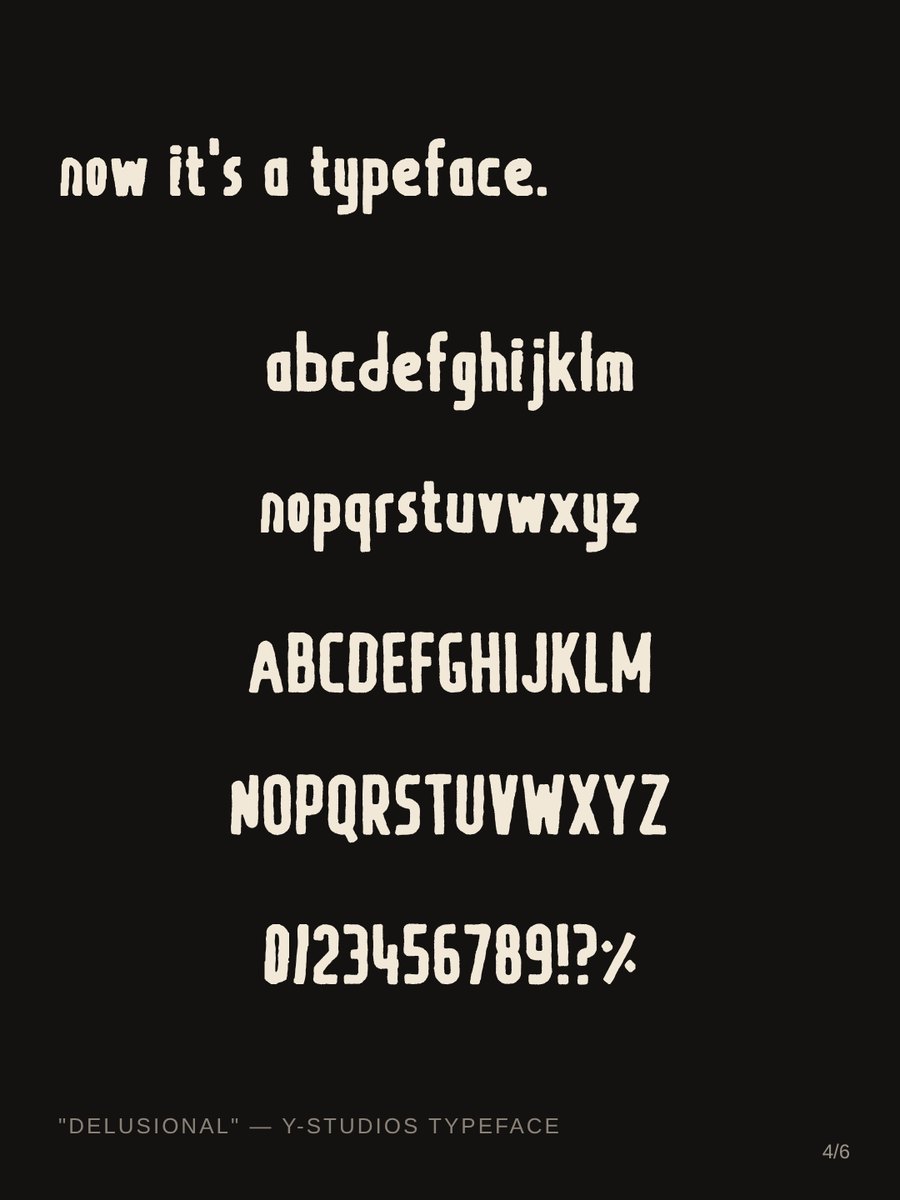 now it's a typeface.
abcdefghijklm
nopqrstuvwxyz
ABCDEFGHIJKLM
NOPQRSTUVWXYZ
0123456789!?%
"DELUSIONAL" — Y-STUDIOS TYPEFACE
4/6